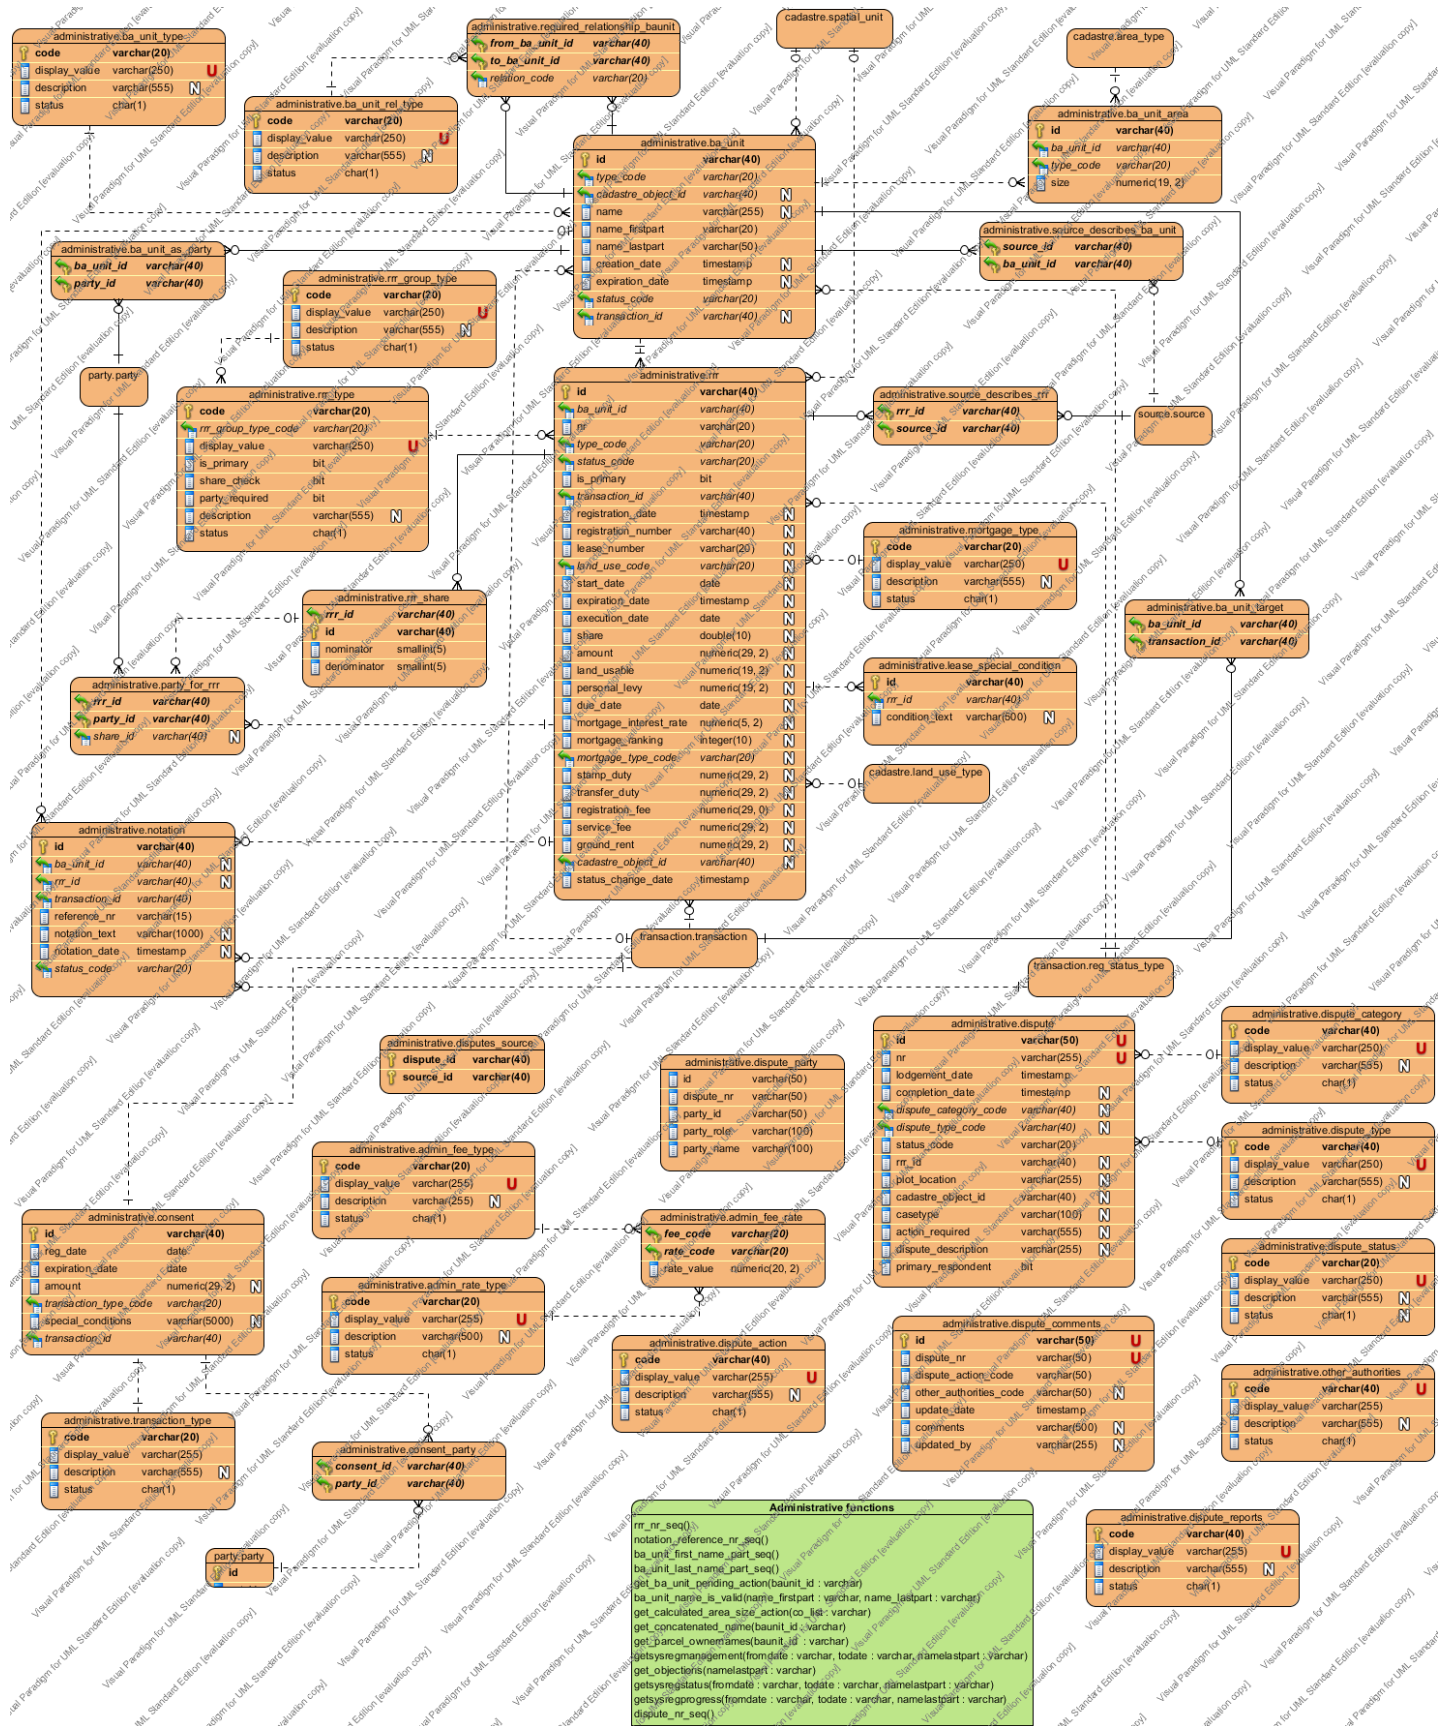 administrative.ba_unit_type
code varchar(20)
display_value varchar(250) U
description varchar(555) N
status char(1)
administrative.required_relationship_baunit
from_ba_unit_id varchar(40)
to_ba_unit_id varchar(40)
relation_code varchar(20)
cadastre.spatial_unit
cadastre.area_type
administrative.ba_unit_rel_type
code varchar(20)
display_value varchar(250) U
description varchar(555) N
status char(1)
administrative.ba_unit
id varchar(40)
type_code varchar(20)
cadastre_object_id varchar(40) N
name varchar(255) N
name_firstpart varchar(20)
name_lastpart varchar(50)
creation_date timestamp N
expiration_date timestamp N
status_code varchar(20)
transaction_id varchar(40) N
administrative.ba_unit_area
id varchar(40)
ba_unit_id varchar(40)
type_code varchar(20)
size numeric(19, 2)
administrative.ba_unit_as_party
ba_unit_id varchar(40)
party_id varchar(40)
administrative.source_describes_ba_unit
source_id varchar(40)
ba_unit_id varchar(40)
administrative.rrr_group_type
code varchar(20)
display_value varchar(250) U
description varchar(555) N
status char(1)
party.party
administrative.rrr_type
code varchar(20)
rrr_group_type_code varchar(20)
display_value varchar(250) U
is_primary bit
share_check bit
party_required bit
description varchar(555) N
status char(1)
administrative.rrr
id varchar(40)
ba_unit_id varchar(40)
nr varchar(20)
type_code varchar(20)
status_code varchar(20)
is_primary bit
transaction_id varchar(40)
registration_date timestamp N
registration_number varchar(40) N
lease_number varchar(20) N
land_use_code varchar(20) N
start_date date N
expiration_date timestamp N
execution_date date N
share double(10) N
amount numeric(29, 2) N
land_usable numeric(19, 2) N
personal_levy numeric(19, 2) N
due_date date N
mortgage_interest_rate numeric(5, 2) N
mortgage_ranking integer(10) N
mortgage_type_code varchar(20) N
stamp_duty numeric(29, 2) N
transfer_duty numeric(29, 2) N
registration_fee numeric(29, 0) N
service_fee numeric(29, 2) N
ground_rent numeric(29, 2) N
cadastre_object_id varchar(40) N
status_change_date timestamp
administrative.source_describes_rrr
rrr_id varchar(40)
source_id varchar(40)
source.source
administrative.mortgage_type
code varchar(20)
display_value varchar(250) U
description varchar(555) N
status char(1)
administrative.rrr_share
rrr_id varchar(40)
id varchar(40)
nominator smallint(5)
denominator smallint(5)
administrative.ba_unit_target
ba_unit_id varchar(40)
transaction_id varchar(40)
administrative.party_for_rrr
rrr_id varchar(40)
party_id varchar(40)
share_id varchar(40) N
administrative.lease_special_condition
id varchar(40)
rrr_id varchar(40)
condition_text varchar(500) N
cadastre.land_use_type
administrative.notation
id varchar(40)
ba_unit_id varchar(40) N
rrr_id varchar(40) N
transaction_id varchar(40)
reference_nr varchar(15)
notation_text varchar(1000) N
notation_date timestamp N
status_code varchar(20)
transaction.transaction
transaction.reg_status_type
administrative.disputes_source
dispute_id varchar(40)
source_id varchar(40)
administrative.dispute_party
id varchar(50)
dispute_nr varchar(50)
party_id varchar(50)
party_role varchar(100)
party_name varchar(100)
administrative.dispute
id varchar(50) U
nr varchar(255) U
lodgement_date timestamp
completion_date timestamp N
dispute_category_code varchar(40) N
dispute_type_code varchar(40) N
status_code varchar(20)
rrr_id varchar(40) N
plot_location varchar(255) N
cadastre_object_id varchar(40) N
casetype varchar(100) N
action_required varchar(555) N
dispute_description varchar(255) N
primary_respondent bit
administrative.dispute_category
code varchar(40)
display_value varchar(250) U
description varchar(555) N
status char(1)
administrative.dispute_type
code varchar(40)
display_value varchar(250) U
description varchar(555) N
status char(1)
administrative.admin_fee_type
code varchar(20)
display_value varchar(255) U
description varchar(255) N
status char(1)
administrative.consent
id varchar(40)
reg_date date
expiration_date date
amount numeric(29, 2) N
transaction_type_code varchar(20)
special_conditions varchar(5000) N
transaction_id varchar(40)
administrative.admin_fee_rate
fee_code varchar(20)
rate_code varchar(20)
rate_value numeric(20, 2)
administrative.dispute_status
code varchar(20)
display_value varchar(250) U
description varchar(555) N
status char(1) N
administrative.admin_rate_type
code varchar(20)
display_value varchar(255) U
description varchar(500) N
status char(1)
administrative.dispute_action
code varchar(40)
display_value varchar(255) U
description varchar(555) N
status char(1)
administrative.dispute_comments
id varchar(50) U
dispute_nr varchar(50) U
dispute_action_code varchar(50)
other_authorities_code varchar(50) N
update_date timestamp
comments varchar(500) N
updated_by varchar(255) N
administrative.other_authorities
code varchar(40) U
display_value varchar(255)
description varchar(555) N
status char(1)
administrative.transaction_type
code varchar(20)
display_value varchar(255)
description varchar(555) N
status char(1)
administrative.consent_party
consent_id varchar(40)
party_id varchar(40)
party.party
id
Administrative functions
rrr_nr_seq()
notation_reference_nr_seq()
ba_unit_first_name_part_seq()
ba_unit_last_name_part_seq()
get_ba_unit_pending_action(baunit_id : varchar)
ba_unit_name_is_valid(name_firstpart : varchar, name_lastpart : varchar)
get_calculated_area_size_action(co_list : varchar)
get_concatenated_name(baunit_id : varchar)
get_parcel_ownernames(baunit_id : varchar)
getsysregmanagement(fromdate : varchar, todate : varchar, namelastpart : varchar)
get_objections(namelastpart : varchar)
getsysregstatus(fromdate : varchar, todate : varchar, namelastpart : varchar)
getsysregprogress(fromdate : varchar, todate : varchar, namelastpart : varchar)
dispute_nr_seq()
administrative.dispute_reports
code varchar(40)
display_value varchar(255) U
description varchar(555) N
status char(1)
Visual Paradigm for UML Standard Edition [evaluation copy]